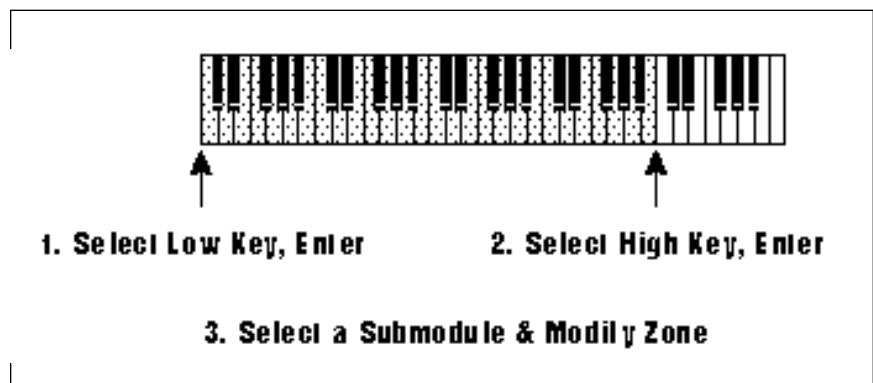 1. Select Low Key, Enter
2. Select High Key, Enter
3. Select a Submodule & Modify Zone